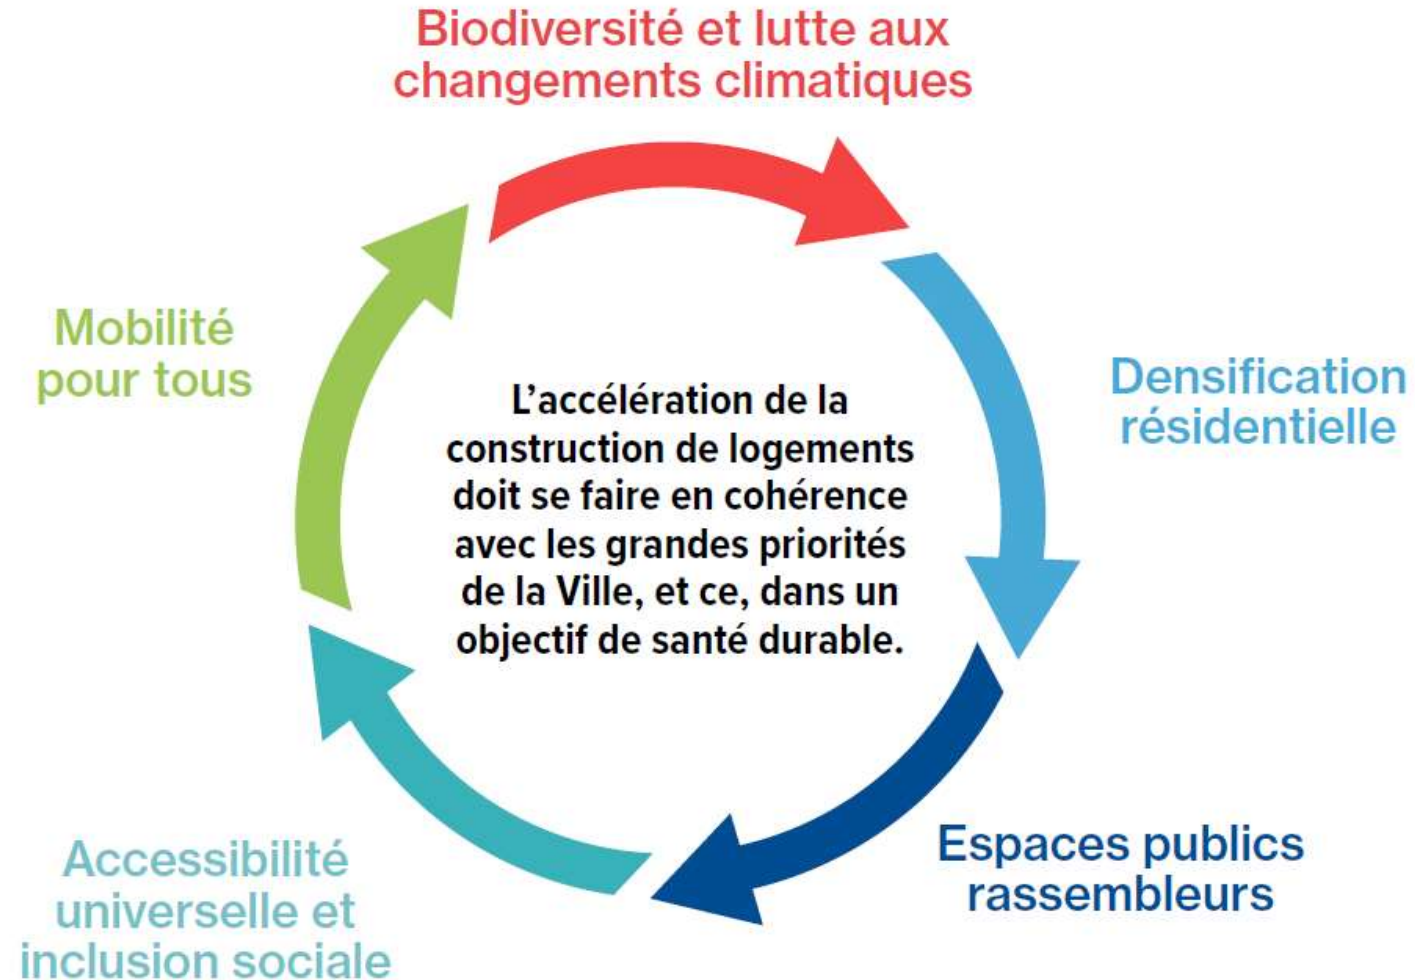 Biodiversité et lutte aux
changements climatiques
Mobilité
pour tous
L’accélération de la
construction de logements
doit se faire en cohérence
avec les grandes priorités
de la Ville, et ce, dans un
objectif de santé durable.
Densification
résidentielle
Espaces publics
rassembleurs
Accessibilité
universelle et
inclusion sociale